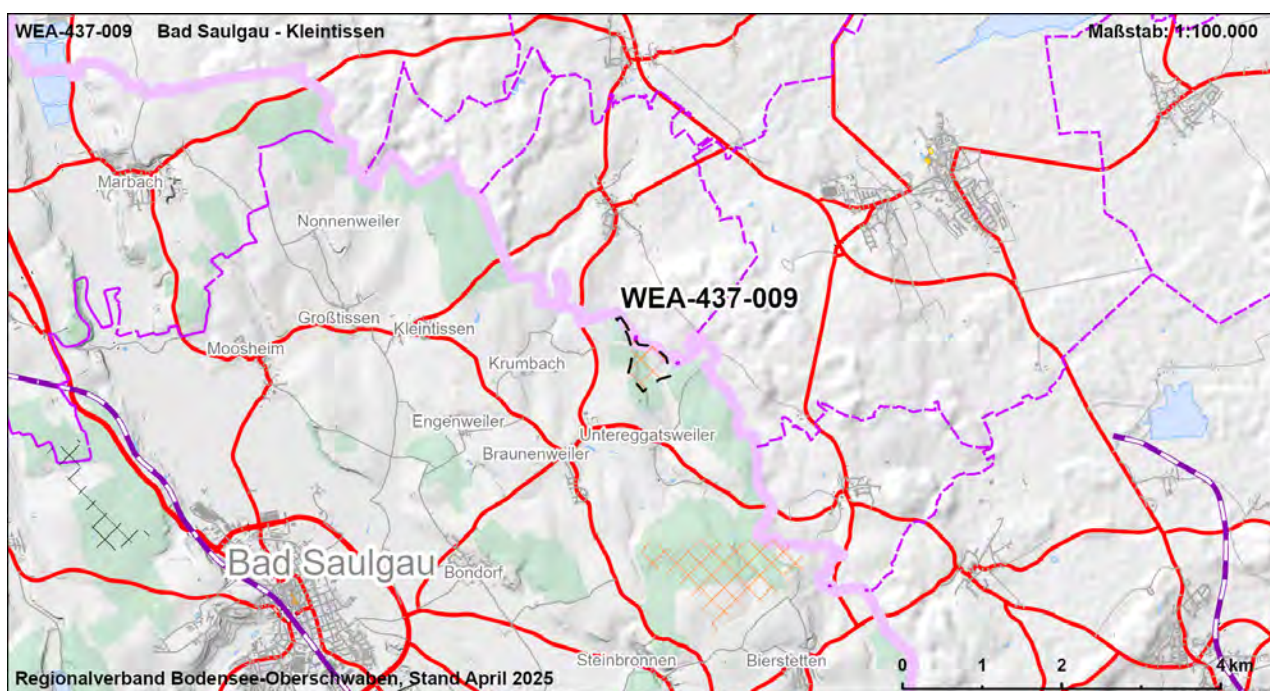 WEA-437-009 Bad Saulgau - Kleintissen
Maßstab: 1:100.000
Marbach
Nonnenweiler
WEA-437-009
Großtissen
Kleintissen
Moosheim
Krumbach
Engenweiler
Untereggatsweiler
Braunenweiler
Bad Saulgau
Bondorf
Steinbronnen
Bierstetten
0 1 2 4 km
Regionalverband Bodensee-Oberschwaben, Stand April 2025